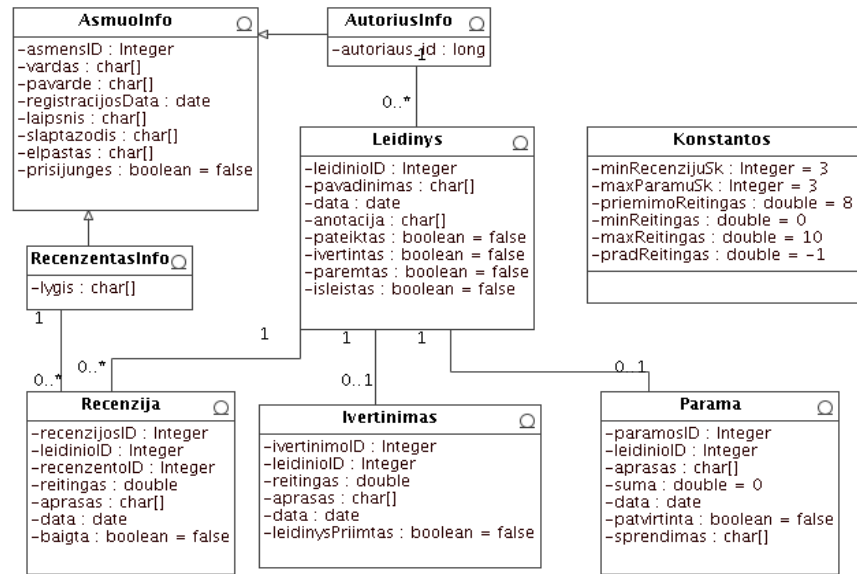 AsmuoInfo
-asmensID : Integer
-vardas : char[]
-pavarde : char[]
-registracijosData : date
-laipsnis : char[]
-slaptazodis : char[]
-elpastas : char[]
-prisijunges : boolean = false
AutoriusInfo
-autoriaus_id : long
1
0..*
Leidinys
-leidinioID : Integer
-pavadinimas : char[]
-data : date
-anotacija : char[]
-pateiktas : boolean = false
-ivertintas : boolean = false
-paremtas : boolean = false
-isleistas : boolean = false
Konstantos
-minRecenzijuSk : Integer = 3
-maxParamuSk : Integer = 3
-priemimoReitingas : double = 8
-minReitingas : double = 0
-maxReitingas : double = 10
-pradReitingas : double = -1
RecenzentasInfo
-lygis : char[]
1
0..*
1
0..*
1
0..1
1
0..1
Recenzija
-recenzijosID : Integer
-leidinioID : Integer
-recenzentoID : Integer
-reitingas : double
-aprasas : char[]
-data : date
-baigta : boolean = false
Ivertinimas
-ivertinimoID : Integer
-leidinioID : Integer
-reitingas : double
-aprasas : char[]
-data : date
-leidinysPriimtas : boolean = false
Parama
-paramosID : Integer
-leidinioID : Integer
-aprasas : char[]
-suma : double = 0
-data : date
-patvirtinta : boolean = false
-sprendimas : char[]